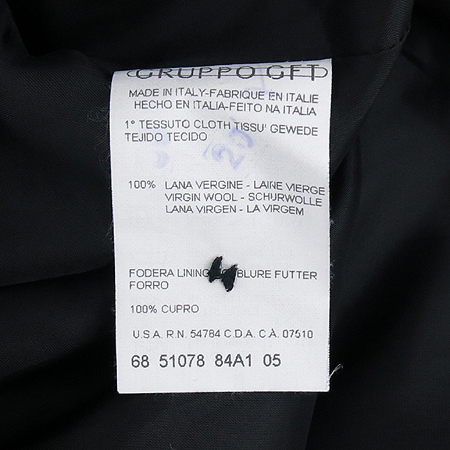 GRUPPO GFT
MADE IN ITALY-FABRIQUE EN ITALIE
HECHO EN ITALIA-FEITO NA ITALIA
1° TESSUTO CLOTH TISSU' GEWEDE
TEJIDO TECIDO
100% LANA VERGINE - LAINE VIERGE
VIRGIN WOOL - SCHURWOLLE
LANA VIRGEN - LA VIRGEM
FODERA LINING BLURE FUTTER
FORRO
100% CUPRO
U.S.A. R.N. 54784 C.D.A. C.À. 07510
68 51078 84A1 05